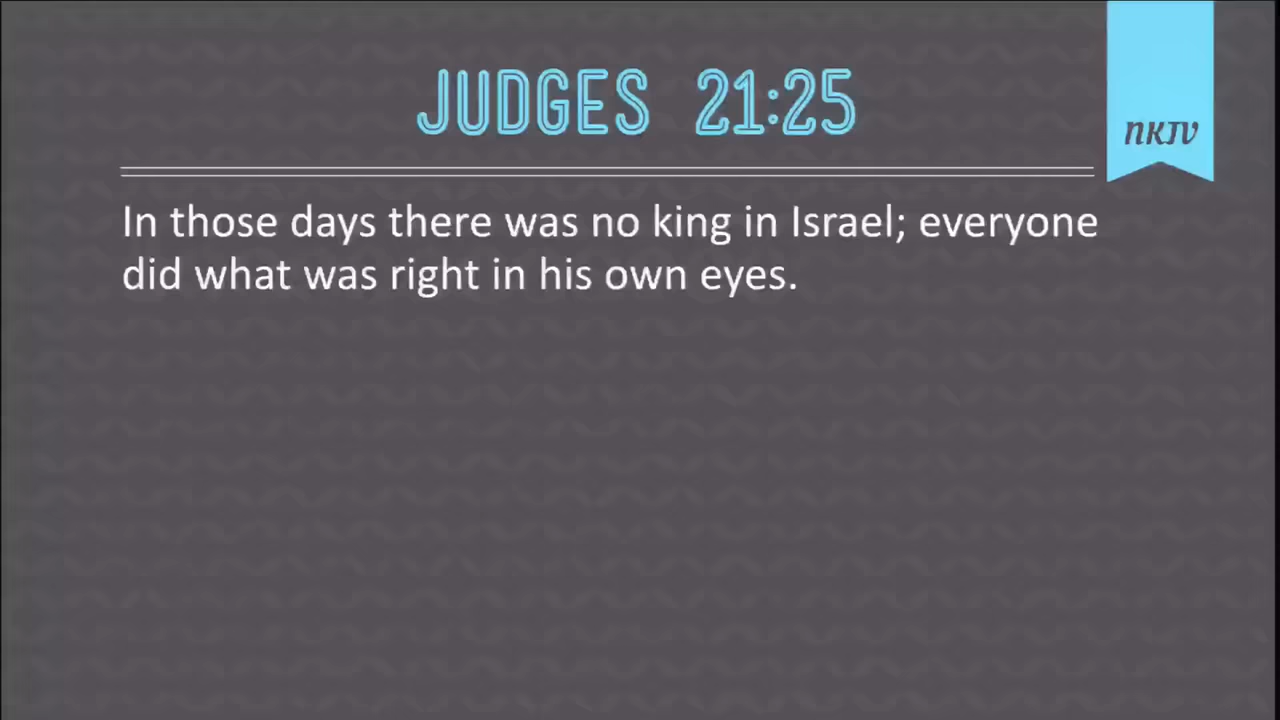 JUDGES 21:25
NKJV
In those days there was no king in Israel; everyone
did what was right in his own eyes.